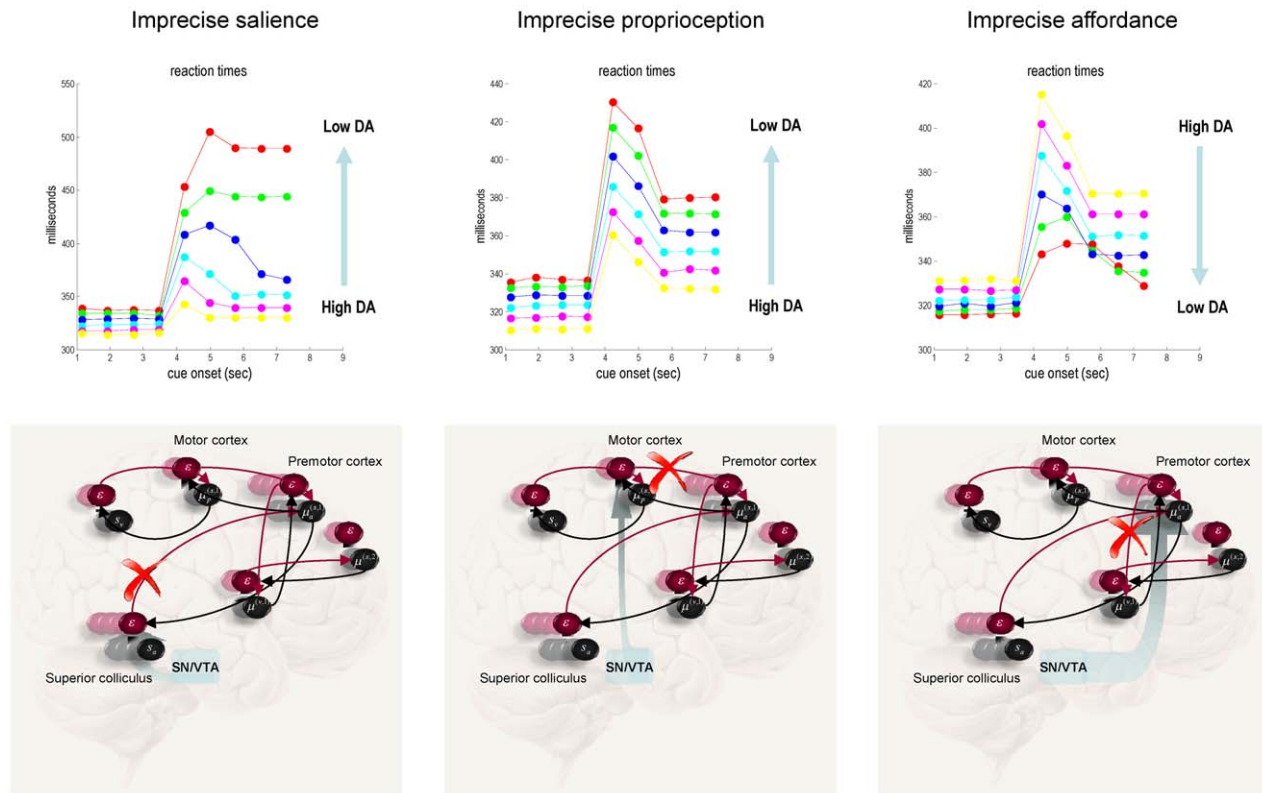 Imprecise salience
Imprecise proprioception
Imprecise affordance
reaction times
550
500
450
400
350
300
milliseconds
1 2 3 4 5 6 7 8 9
cue onset (sec)
Low DA
High DA
reaction times
440
420
400
380
360
340
320
300
milliseconds
1 2 3 4 5 6 7 8 9
cue onset (sec)
Low DA
High DA
reaction times
420
400
380
360
340
320
300
milliseconds
1 2 3 4 5 6 7 8 9
cue onset (sec)
High DA
Low DA
Motor cortex
Premotor cortex
ε
ε
ε
ε
ε
ε
SN/VTA
Superior colliculus
Motor cortex
Premotor cortex
ε
ε
ε
ε
ε
ε
SN/VTA
Superior colliculus
Motor cortex
Premotor cortex
ε
ε
ε
ε
ε
ε
SN/VTA
Superior colliculus